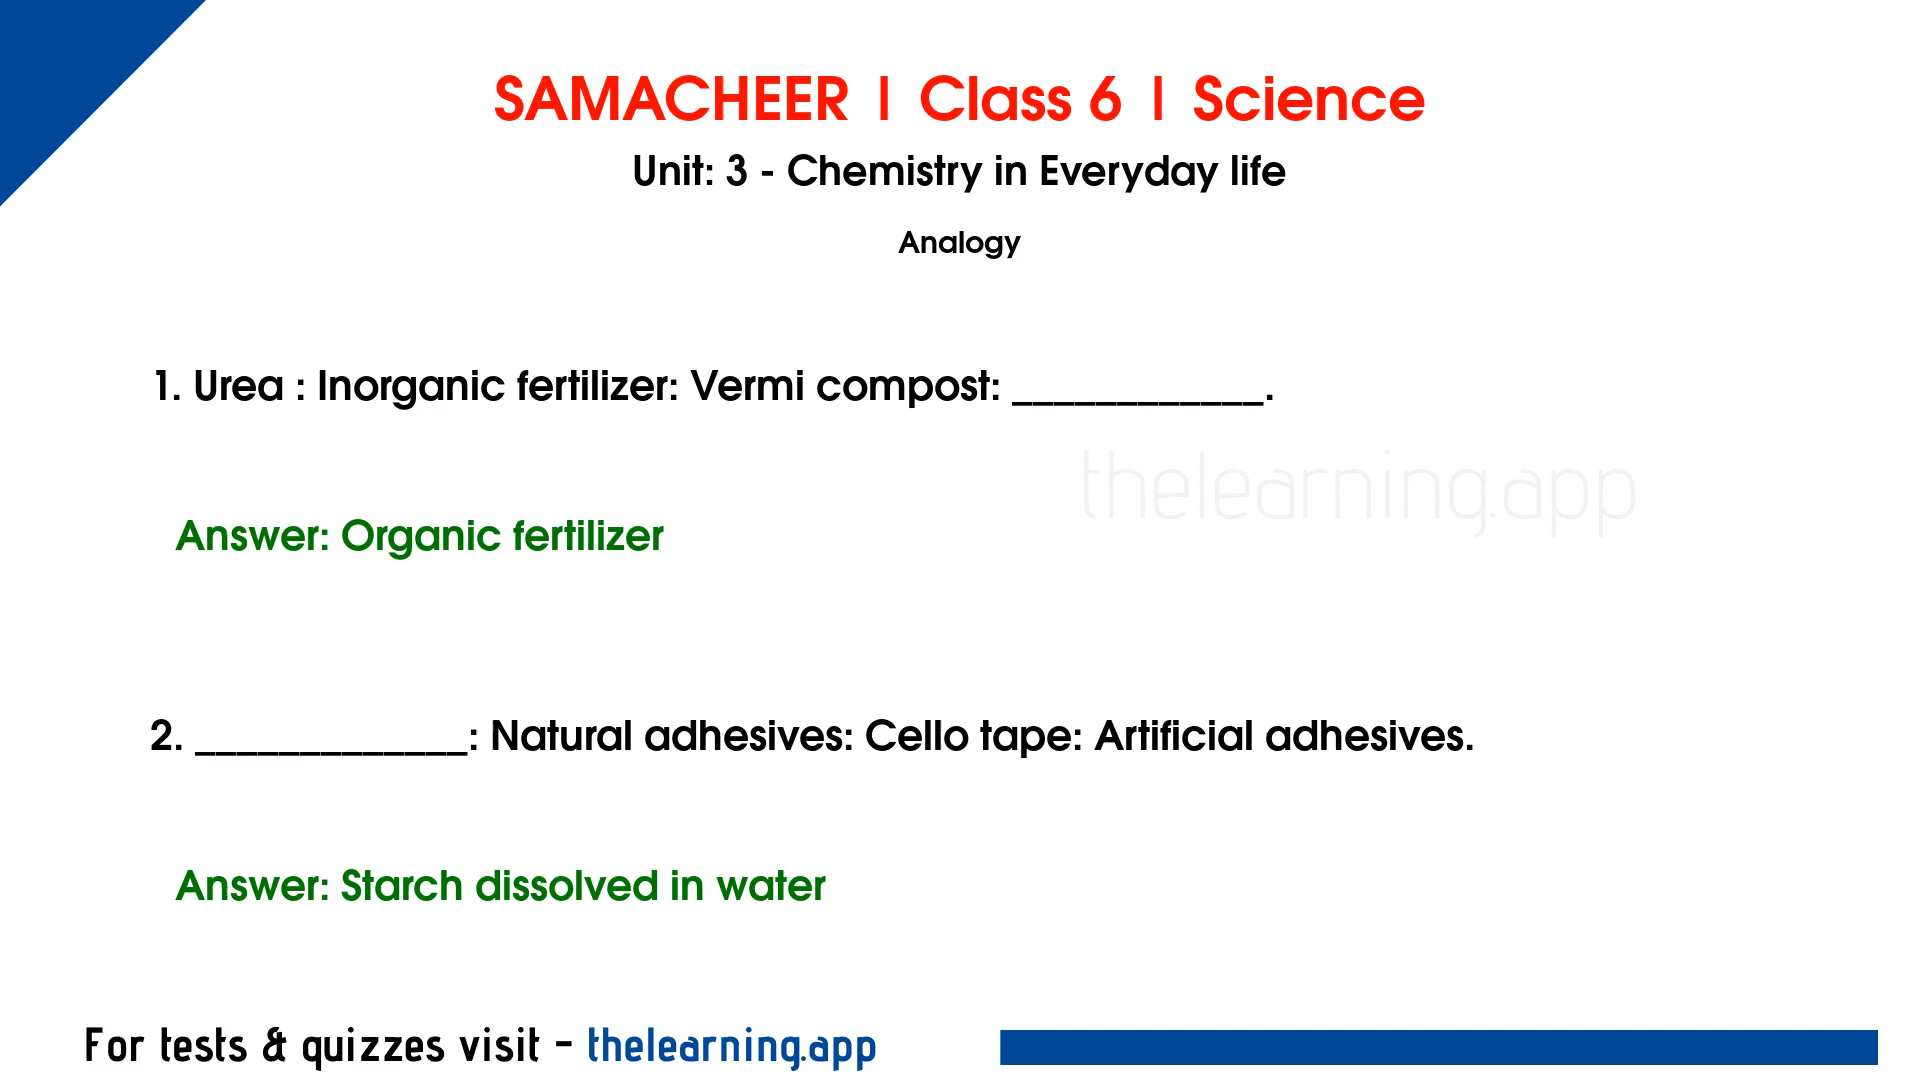 SAMACHEER | Class 6 | Science
Unit: 3 - Chemistry in Everyday life
Analogy
1. Urea : Inorganic fertilizer: Vermi compost: ____________.
thelearning.app
Answer: Organic fertilizer
2. _____________: Natural adhesives: Cello tape: Artificial adhesives.
Answer: Starch dissolved in water
For tests & quizzes visit - thelearning.app